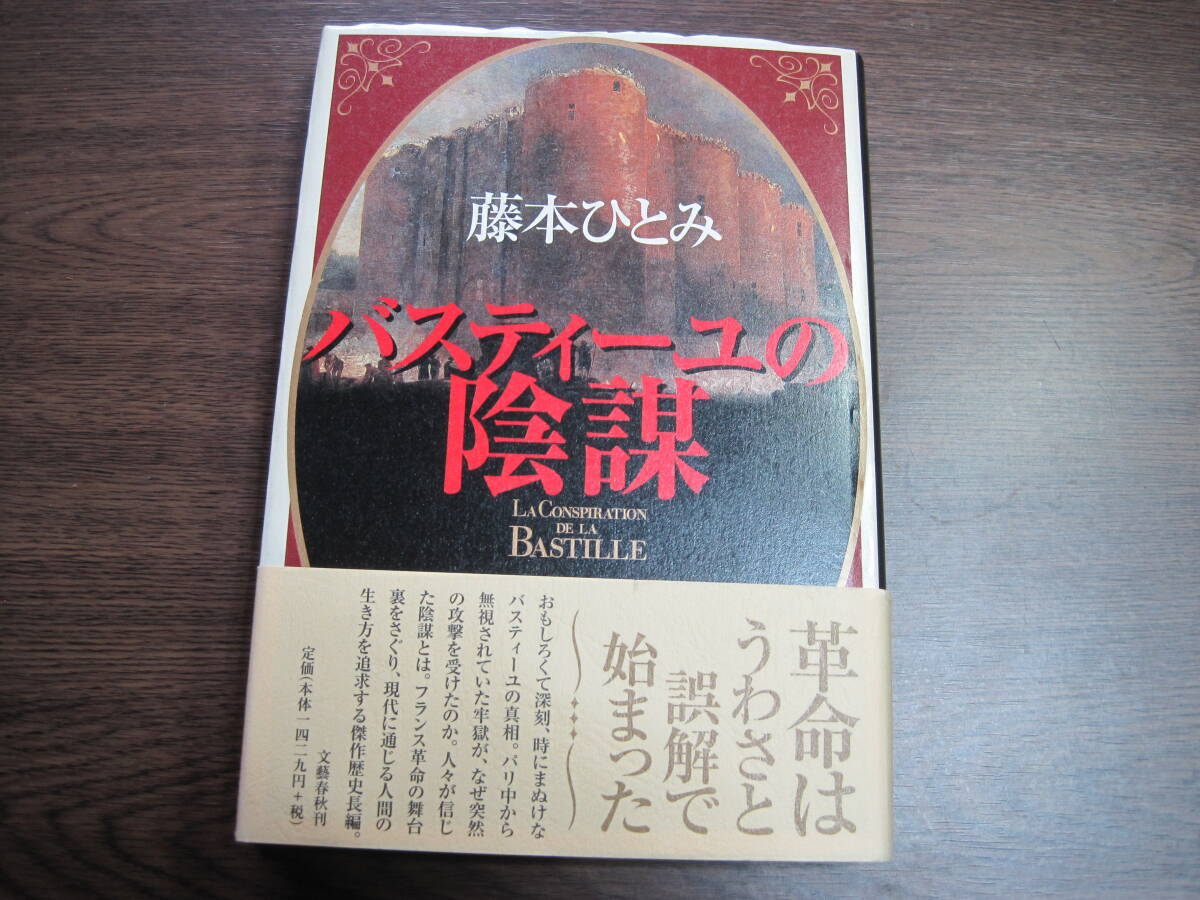 藤本ひとみ
バスティーユの
陰謀
LA CONSPIRATION
DE LA
BASTILLE
革命は
うわさと
誤解で
始まった
おもしろくて深刻、時にまぬけな
バスティーユの真相。パリ中から
無視されていた牢獄が、なぜ突然
の攻撃を受けたのか。人々が信じ
た陰謀とは。フランス革命の舞台
裏をさぐり、現代に通じる人間の
生き方を追求する傑作歴史長編。
文藝春秋刊
定価(本体一四二九円+税)